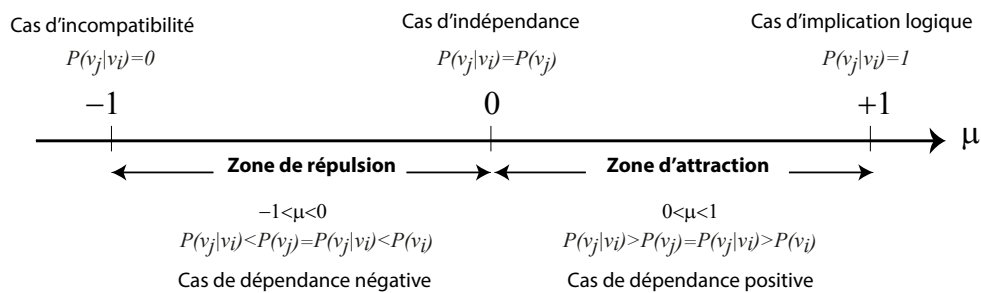 Cas d'incompatibilité
Cas d'indépendance
Cas d'implication logique
P(vj|vi)=0
P(vj|vi)=P(vj)
P(vj|vi)=1
−1
0
+1
μ
Zone de répulsion
Zone d'attraction
−1<μ<0
0<μ<1
P(vj|vi)<P(vj)=P(vj|vi)<P(vi)
P(vj|vi)>P(vj)=P(vj|vi)>P(vi)
Cas de dépendance négative
Cas de dépendance positive